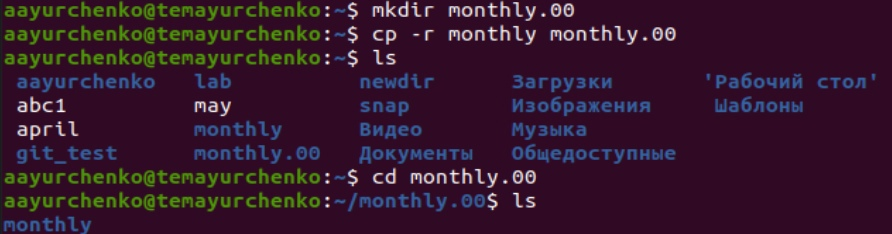 aayurchenko@temayurchenko:~$ mkdir monthly.00
aayurchenko@temayurchenko:~$ cp -r monthly monthly.00
aayurchenko@temayurchenko:~$ ls
aayurchenko lab newdir Загрузки 'Рабочий стол'
abc1 may snap Изображения Шаблоны
april monthly Видео Музыка
git_test monthly.00 Документы Общедоступные
aayurchenko@temayurchenko:~$ cd monthly.00
aayurchenko@temayurchenko:~/monthly.00$ ls
monthly